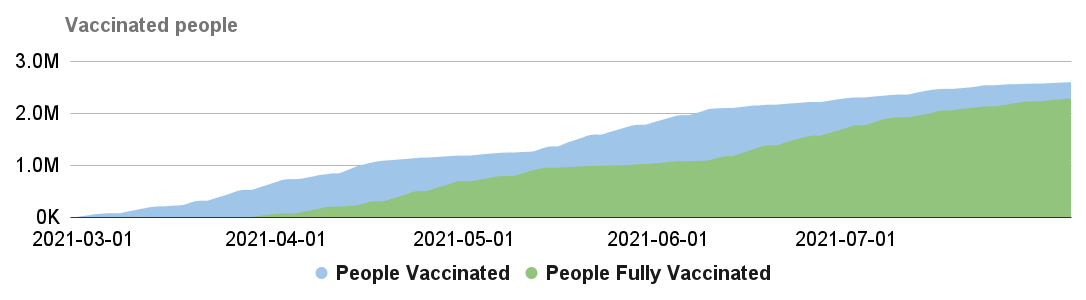 Vaccinated people
3.0M
2.0M
1.0M
0K
2021-03-01 2021-04-01 2021-05-01 2021-06-01 2021-07-01
People Vaccinated People Fully Vaccinated